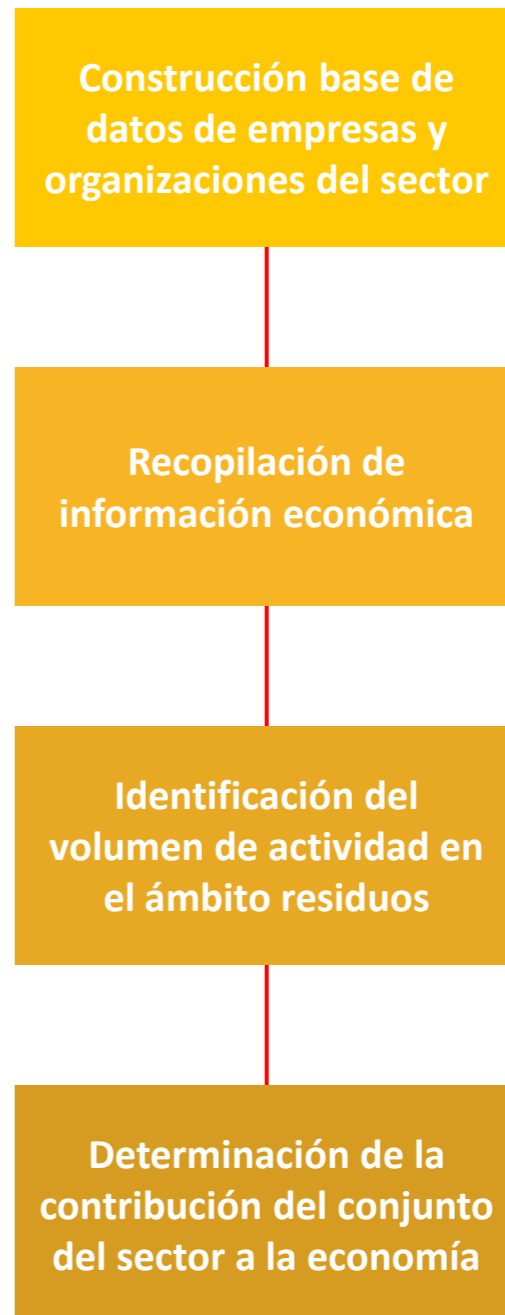 Construcción base de
datos de empresas y
organizaciones del sector
Recopilación de
información económica
Identificación del
volumen de actividad en
el ámbito residuos
Determinación de la
contribución del conjunto
del sector a la economía